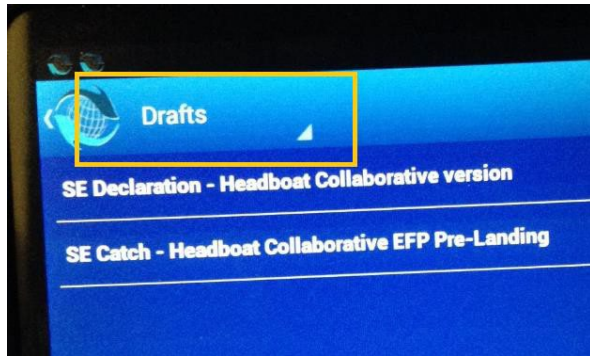 Drafts
SE Declaration - Headboat Collaborative version
SE Catch - Headboat Collaborative EFP Pre-Landing